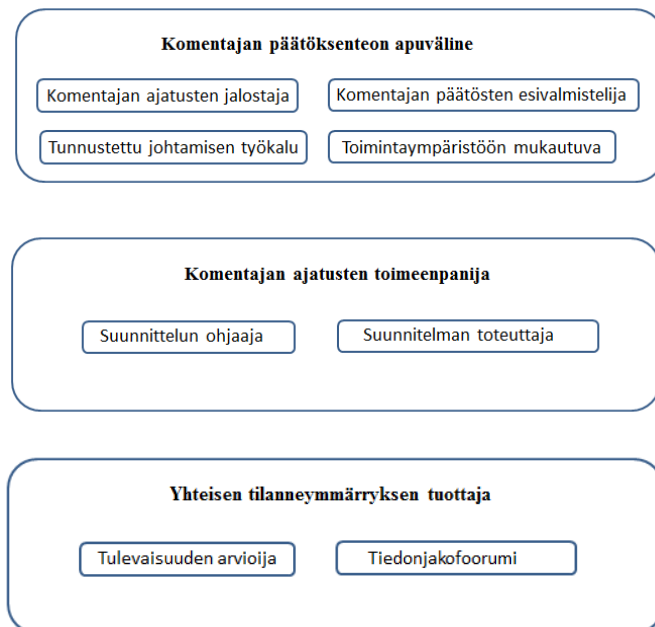 Komentajan päätöksenteon apuväline
Komentajan ajatusten jalostaja
Komentajan päätösten esivalmistelija
Tunnustettu johtamisen työkalu
Toimintaympäristöön mukautuva
Komentajan ajatusten toimeenpanija
Suunnittelun ohjaaja
Suunnitelman toteuttaja
Yhteisen tilanneymmärryksen tuottaja
Tulevaisuuden arvioija
Tiedonjakofoorumi